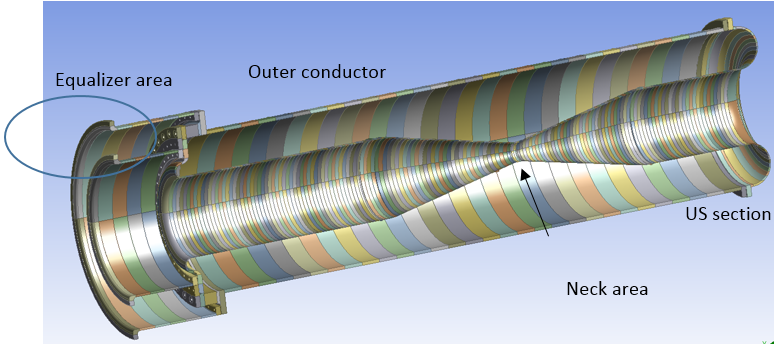 Equalizer area
Outer conductor
US section
Neck area